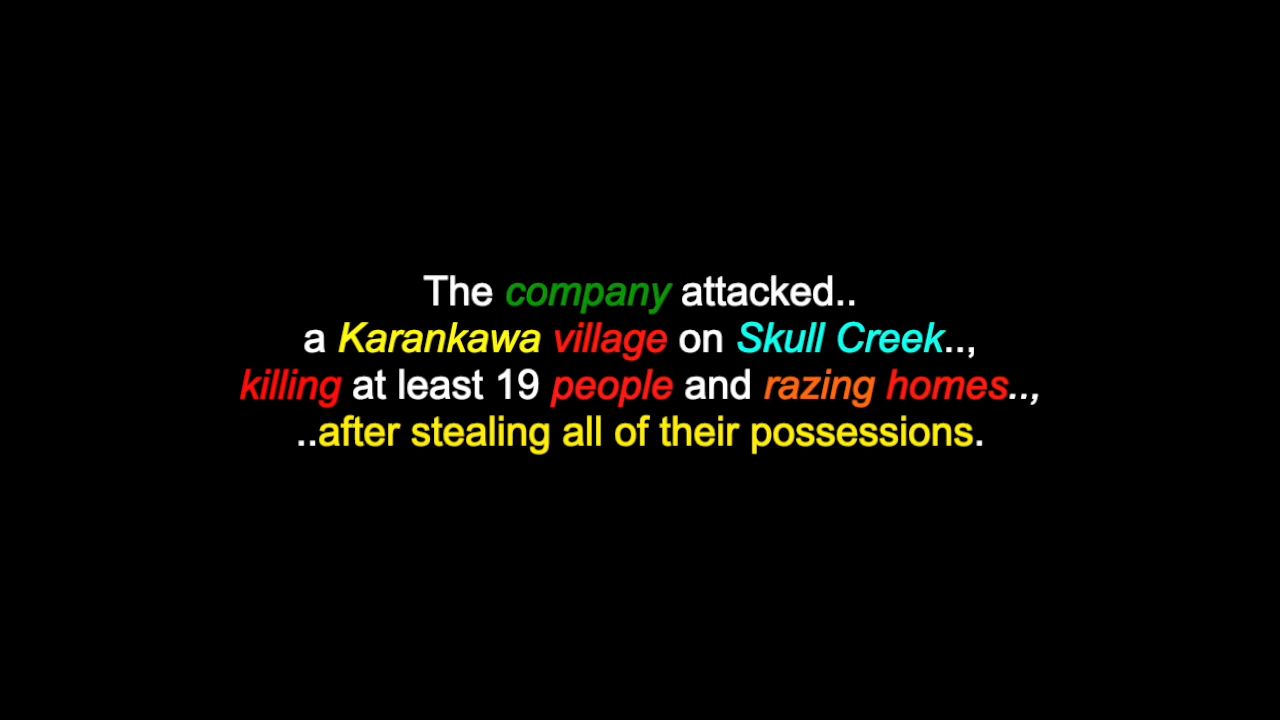 The company attacked..
a Karankawa village on Skull Creek..,
killing at least 19 people and razing homes..,
..after stealing all of their possessions.